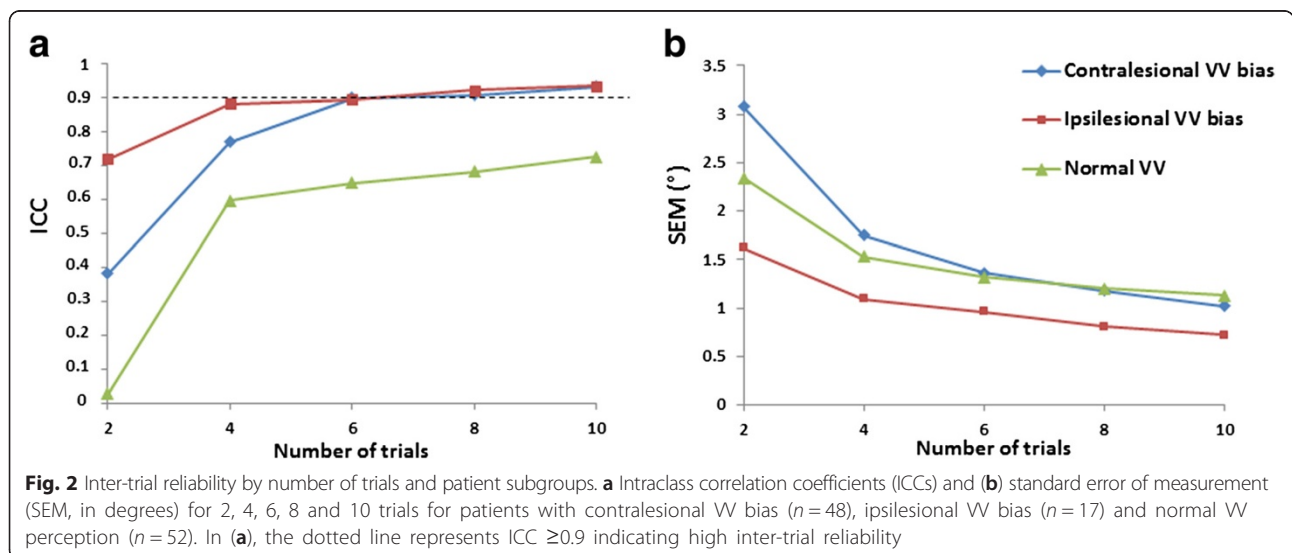 a
b
1
0.9
0.8
0.7
0.6
0.5
0.4
0.3
0.2
0.1
0
ICC
2 4 6 8 10
Number of trials
3.5
3
2.5
2
1.5
1
0.5
0
SEM (°)
2 4 6 8 10
Number of trials
Contralesional VV bias
Ipsilesional VV bias
Normal VV
Fig. 2 Inter-trial reliability by number of trials and patient subgroups. a Intraclass correlation coefficients (ICCs) and (b) standard error of measurement
(SEM, in degrees) for 2, 4, 6, 8 and 10 trials for patients with contralesional VV bias (n = 48), ipsilesional VV bias (n = 17) and normal VV
perception (n = 52). In (a), the dotted line represents ICC ≥0.9 indicating high inter-trial reliability